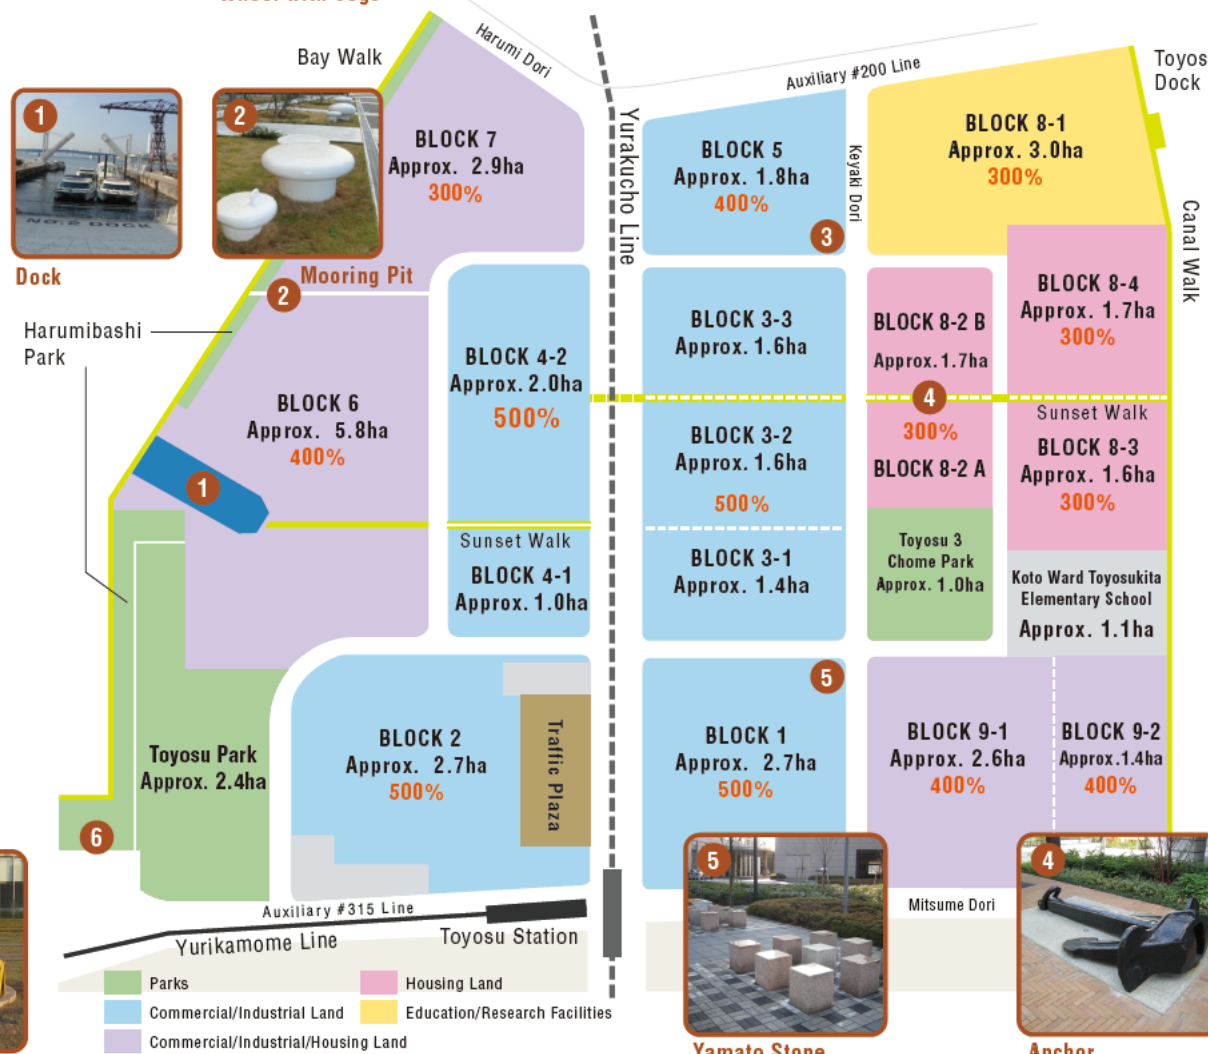 Harumi Dori
Bay Walk
Auxiliary #200 Line
Toyos
Dock
1
2
BLOCK 7
Approx. 2.9ha
300%
Yurakucho Line
BLOCK 5
Approx. 1.8ha
400%
3
Keyaki Dori
BLOCK 8-1
Approx. 3.0ha
300%
Canal Walk
NO.2 DOCK
Dock
Mooring Pit
2
Harumibashi
Park
BLOCK 4-2
Approx. 2.0ha
500%
BLOCK 3-3
Approx. 1.6ha
BLOCK 8-2 B
Approx. 1.7ha
BLOCK 8-4
Approx. 1.7ha
300%
BLOCK 6
Approx. 5.8ha
400%
4
300%
BLOCK 8-2 A
Sunset Walk
BLOCK 8-3
Approx. 1.6ha
300%
BLOCK 3-2
Approx. 1.6ha
500%
1
Sunset Walk
BLOCK 4-1
Approx. 1.0ha
BLOCK 3-1
Approx. 1.4ha
Toyosu 3
Chome Park
Approx. 1.0ha
Koto Ward Toyosukita
Elementary School
Approx. 1.1ha
Toyosu Park
Approx. 2.4ha
BLOCK 2
Approx. 2.7ha
500%
Traffic Plaza
5
BLOCK 1
Approx. 2.7ha
500%
BLOCK 9-1
Approx. 2.6ha
400%
BLOCK 9-2
Approx.1.4ha
400%
6
5
4
Auxiliary #315 Line
Yurikamome Line
Toyosu Station
Mitsume Dori
Parks
Housing Land
Commercial/Industrial Land
Education/Research Facilities
Commercial/Industrial/Housing Land
Yamato Stone
Anchor